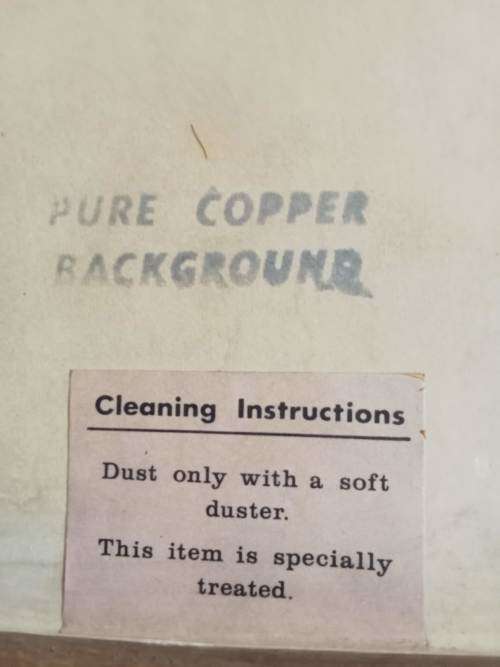 PURE COPPER
BACKGROUND
Cleaning Instructions
Dust only with a soft
duster.
This item is specially
treated.